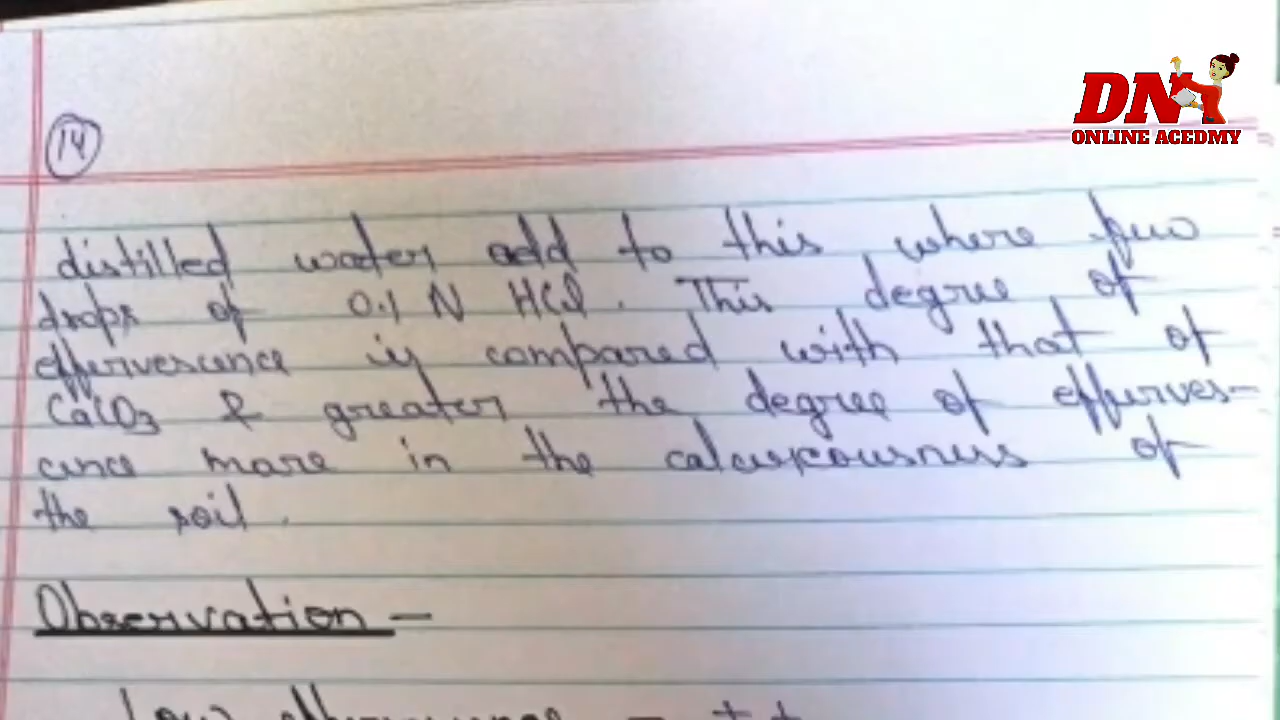 DN
ONLINE ACEDMY
14
distilled water add to this where few
drops of 0.1 N HCl. This degree of
effervescence is compared with that of
CaCO3 & greater the degree of efferves-
cence more in the calcareousness of
the soil.
Observation -
Low effervescence - ++